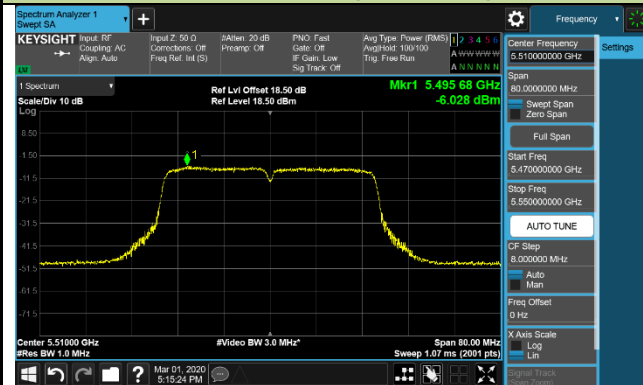 Spectrum Analyzer 1
Swept SA
+
Frequency
KEYSIGHT
Input: RF
Coupling: AC
Align: Auto
Input Z: 50 Ω
Corrections: Off
Freq Ref: Int (S)
#Atten: 20 dB
Preamp: Off
PNO: Fast
Gate: Off
IF Gain: Low
Sig Track: Off
Avg Type: Power (RMS)
Avg|Hold: 100/100
Trig: Free Run
1 2 3 4 5 6
A W W W W W
A N N N N N
LXI
Center Frequency
5.510000000 GHz
Settings
1 Spectrum
Scale/Div 10 dB
Log
Ref Lvl Offset 18.50 dB
Ref Level 18.50 dBm
Mkr1 5.495 68 GHz
-6.028 dBm
Span
80.0000000 MHz
Swept Span
Zero Span
Full Span
Start Freq
5.470000000 GHz
Stop Freq
5.550000000 GHz
AUTO TUNE
CF Step
8.000000 MHz
Auto
Man
Freq Offset
0 Hz
X Axis Scale
Log
Lin
Signal Track
(Span Zoom)
8.50
-1.50
-11.5
-21.5
-31.5
-41.5
-51.5
-61.5
-71.5
1
Center 5.51000 GHz
#Res BW 1.0 MHz
#Video BW 3.0 MHz*
Span 80.00 MHz
Sweep 1.07 ms (2001 pts)
?
Mar 01, 2020
5:15:24 PM